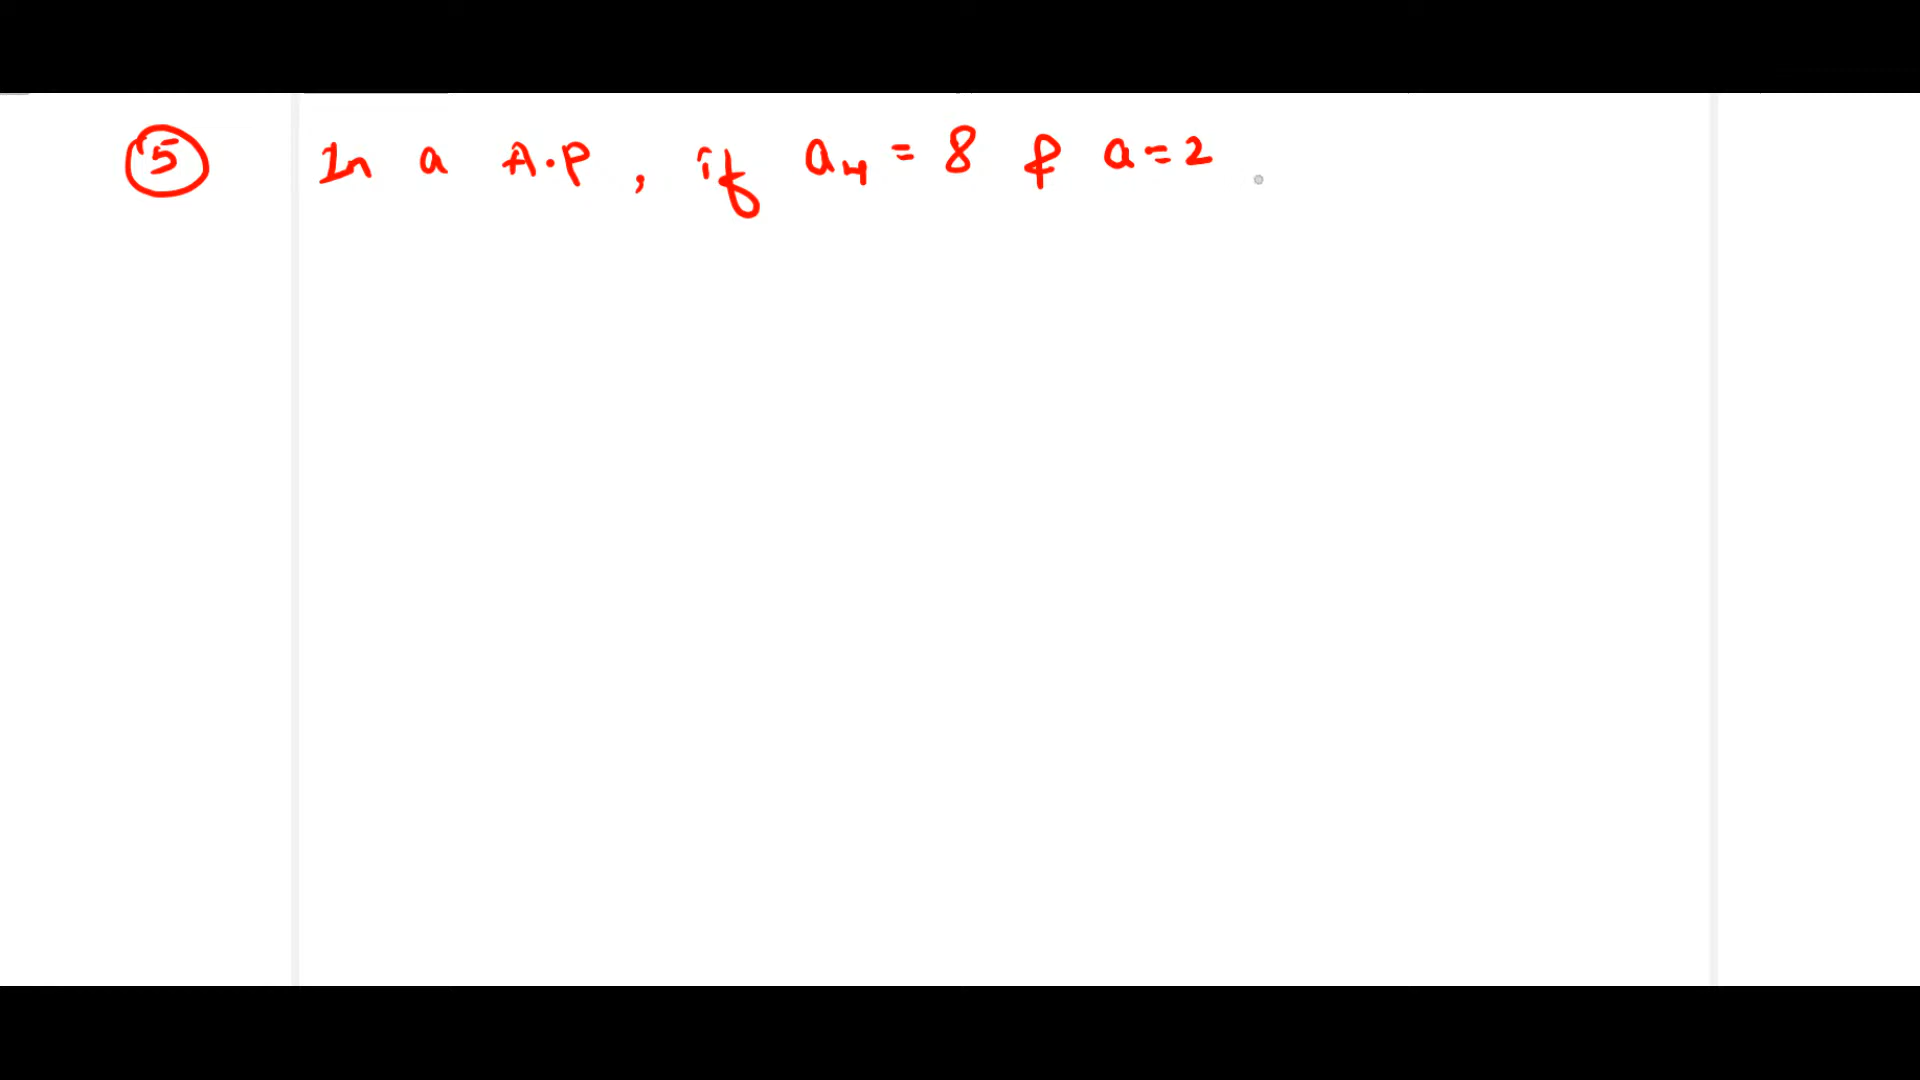 5 In a A.P , if a₄ = 8 & a=2